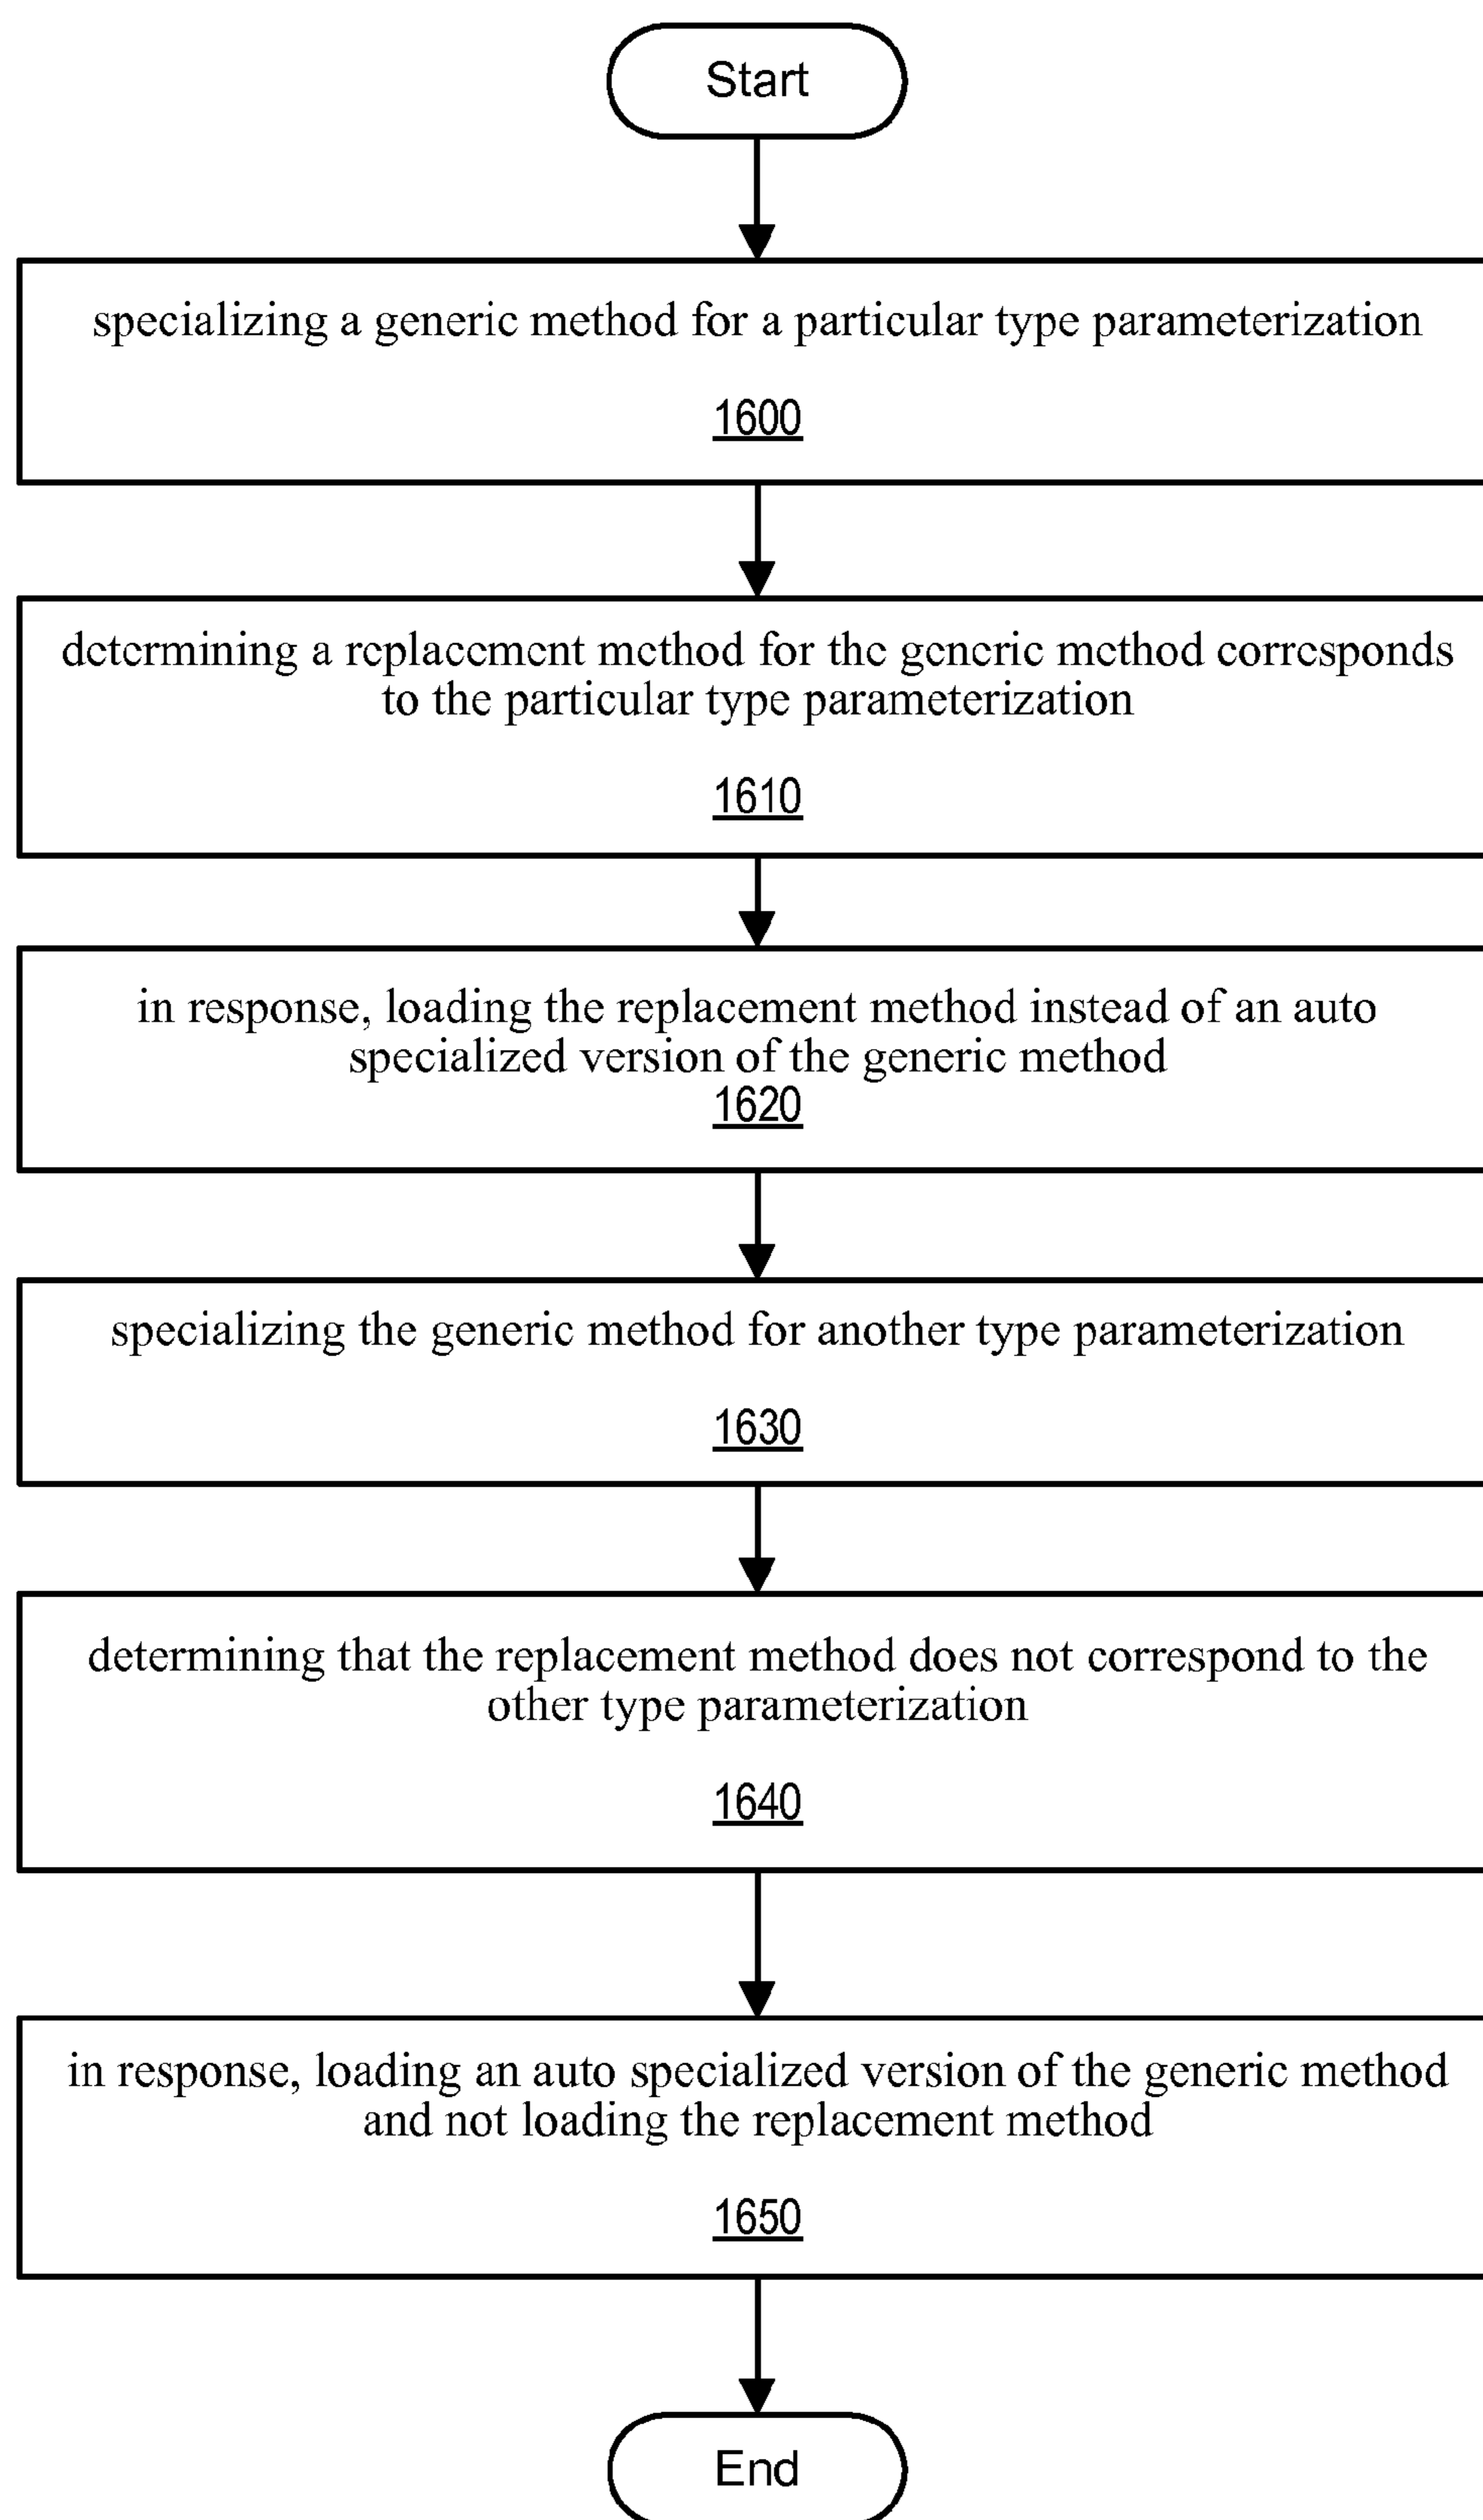 Start
specializing a generic method for a particular type parameterization
1600
determining a replacement method for the generic method corresponds
to the particular type parameterization
1610
in response, loading the replacement method instead of an auto
specialized version of the generic method
1620
specializing the generic method for another type parameterization
1630
determining that the replacement method does not correspond to the
other type parameterization
1640
in response, loading an auto specialized version of the generic method
and not loading the replacement method
1650
End